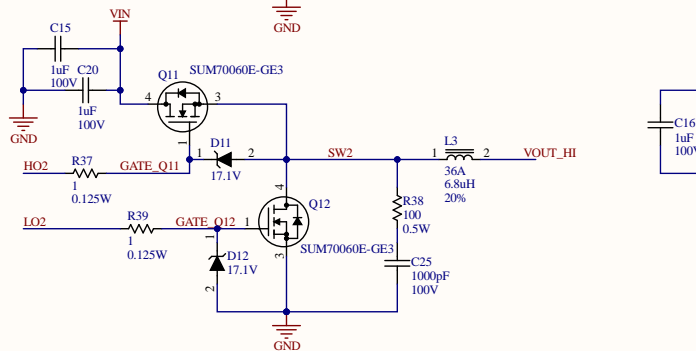 VIN
GND
C15
1uF
100V
C20
1uF
100V
GND
Q11
SUM70060E-GE3
4
3
1
D11
1
2
17.1V
HO2
R37
1
0.125W
GATE_Q11
SW2
L3
1
2
36A
6.8uH
20%
VOUT_HI
C16
1uF
LO2
R39
1
0.125W
GATE_Q12
1
4
3
Q12
SUM70060E-GE3
D12
1
2
17.1V
R38
100
0.5W
C25
1000pF
100V
GND